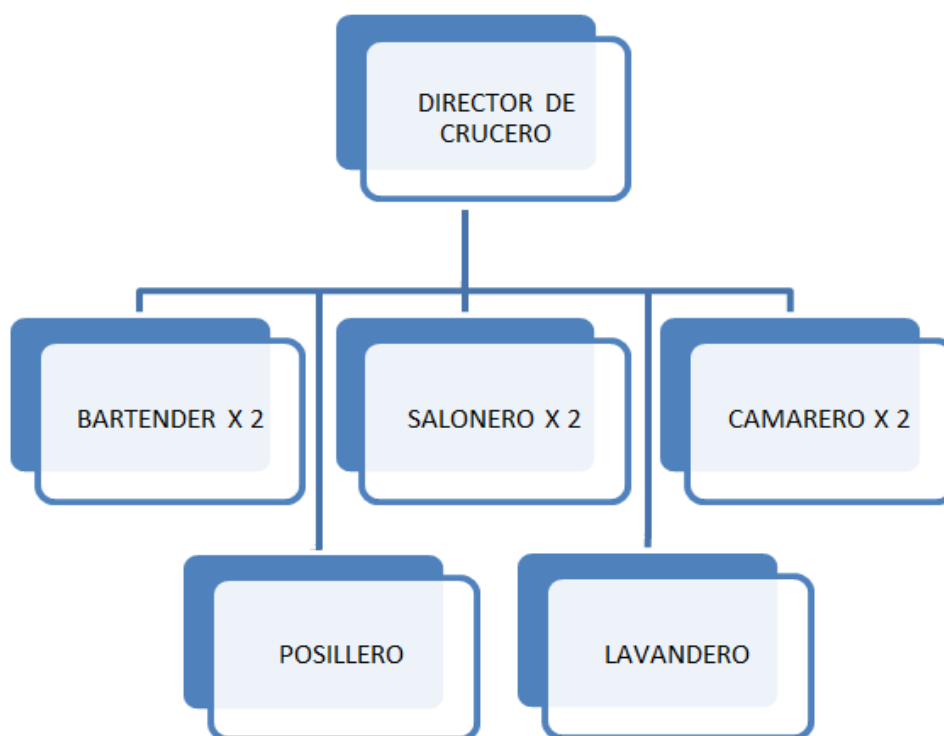 DIRECTOR DE
CRUCERO
BARTENDER X 2
SALONERO X 2
CAMARERO X 2
POSILLERO
LAVANDERO